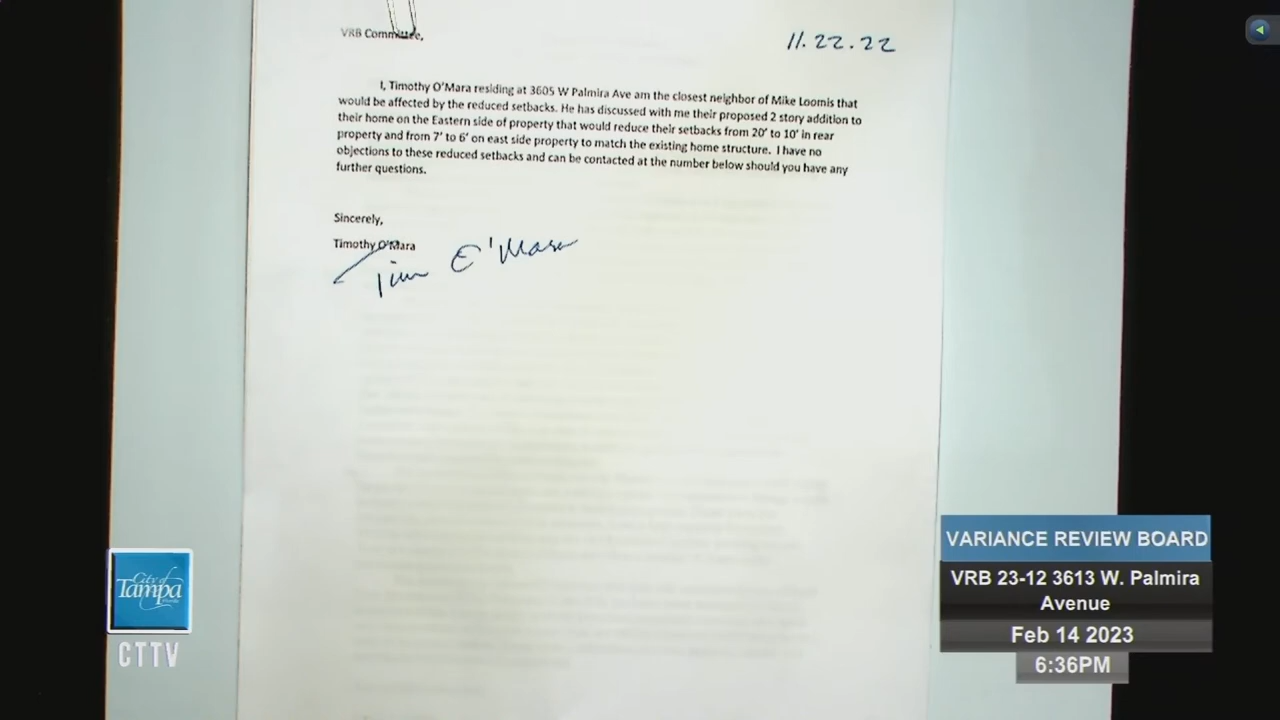 VRB Committee,
11.22.22
I, Timothy O'Mara residing at 3605 W Palmira Ave am the closest neighbor of Mike Loomis that
would be affected by the reduced setbacks. He has discussed with me their proposed 2 story addition to
their home on the Eastern side of property that would reduce their setbacks from 20' to 10' in rear
property and from 7' to 6' on east side property to match the existing home structure. I have no
objections to these reduced setbacks and can be contacted at the number below should you have any
further questions.
Sincerely,
Timothy O'Mara
Tim O'Mara
VARIANCE REVIEW BOARD
VRB 23-12 3613 W. Palmira
Avenue
Feb 14 2023
6:36PM
City of
Tampa
CTTV